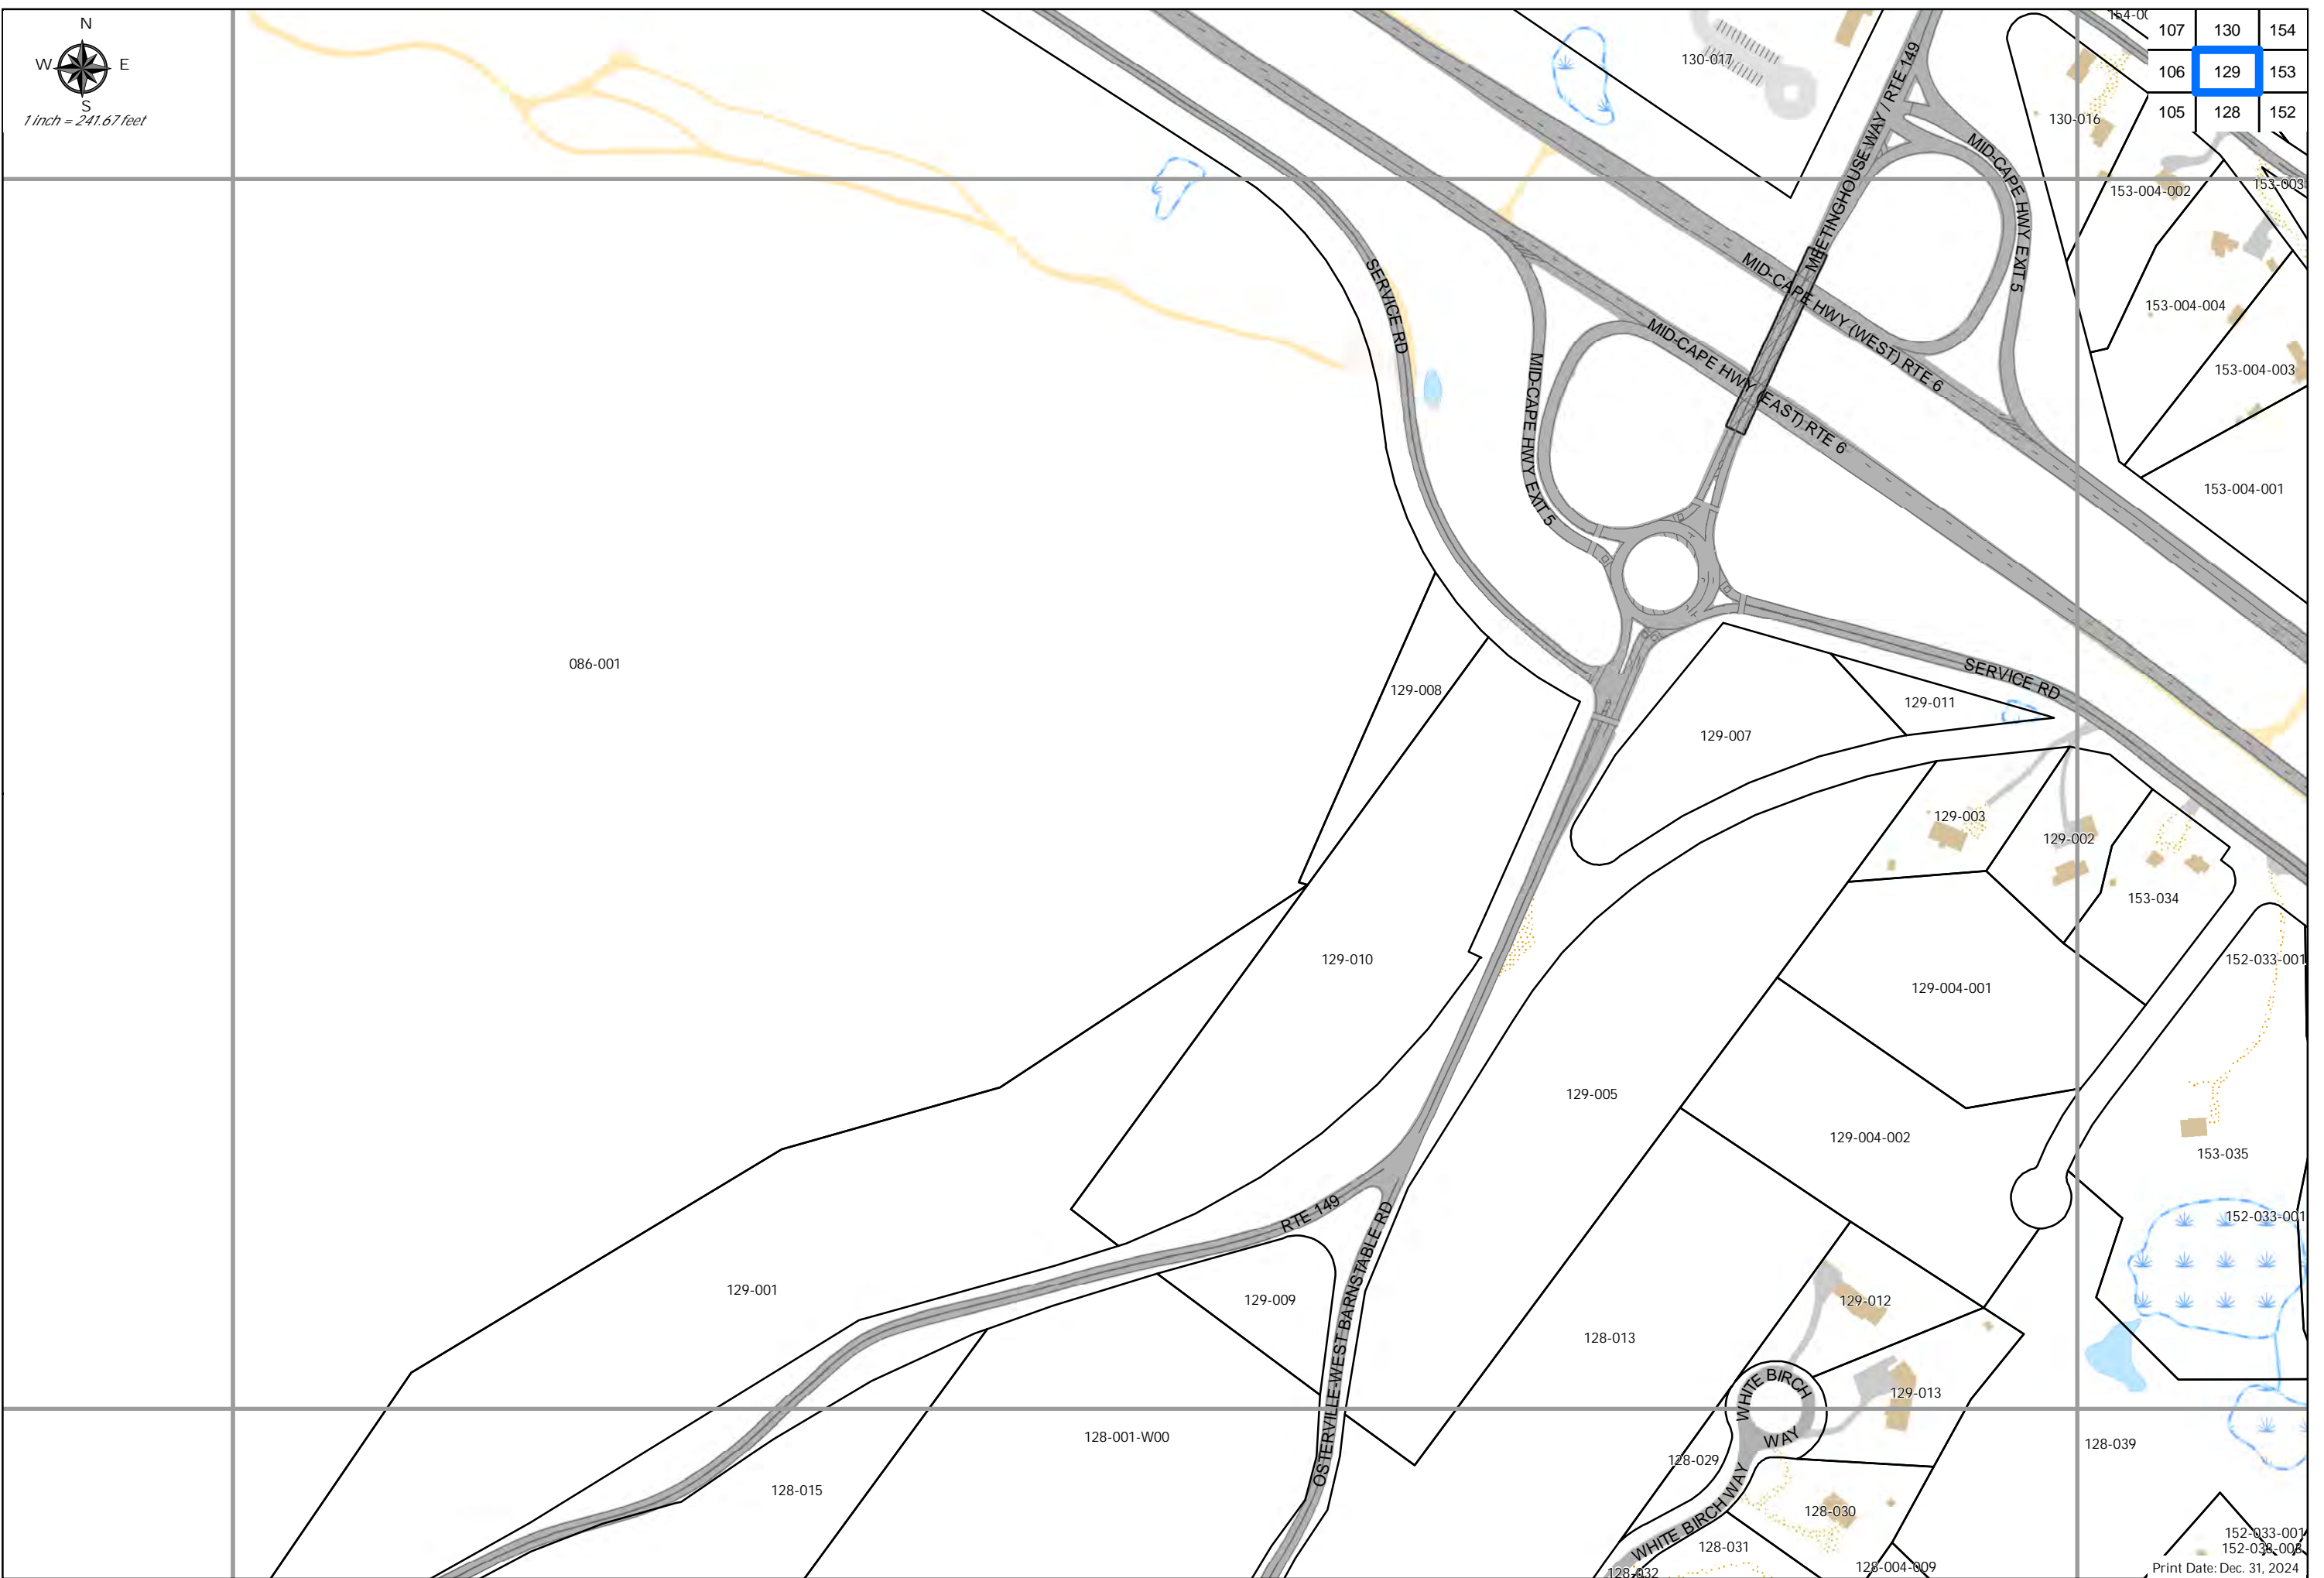 N
W E
S
1 inch = 241.67 feet
107 130 154
106 129 153
105 128 152
130-017
130-016
153-004-002
153-003
153-004-004
153-004-003
153-004-001
MEETINGHOUSE WAY / RTE 149
MID-CAPE HWY EXIT 5
MID-CAPE HWY (WEST) RTE 6
MID-CAPE HWY (EAST) RTE 6
SERVICE RD
MID-CAPE HWY EXIT 5
SERVICE RD
086-001
129-008
129-011
129-007
129-003
129-002
153-034
129-010
152-033-001
129-004-001
129-005
129-004-002
153-035
RTE 149
152-033-001
OSTERVILLE-WEST BARNSTABLE RD
129-001
129-009
129-012
128-013
WHITE BIRCH
WAY
129-013
128-001-W00
128-039
128-029
128-015
WHITE BIRCH WAY
128-030
128-031
152-033-001
128-004-009
128-032
Print Date: Dec. 31, 2024